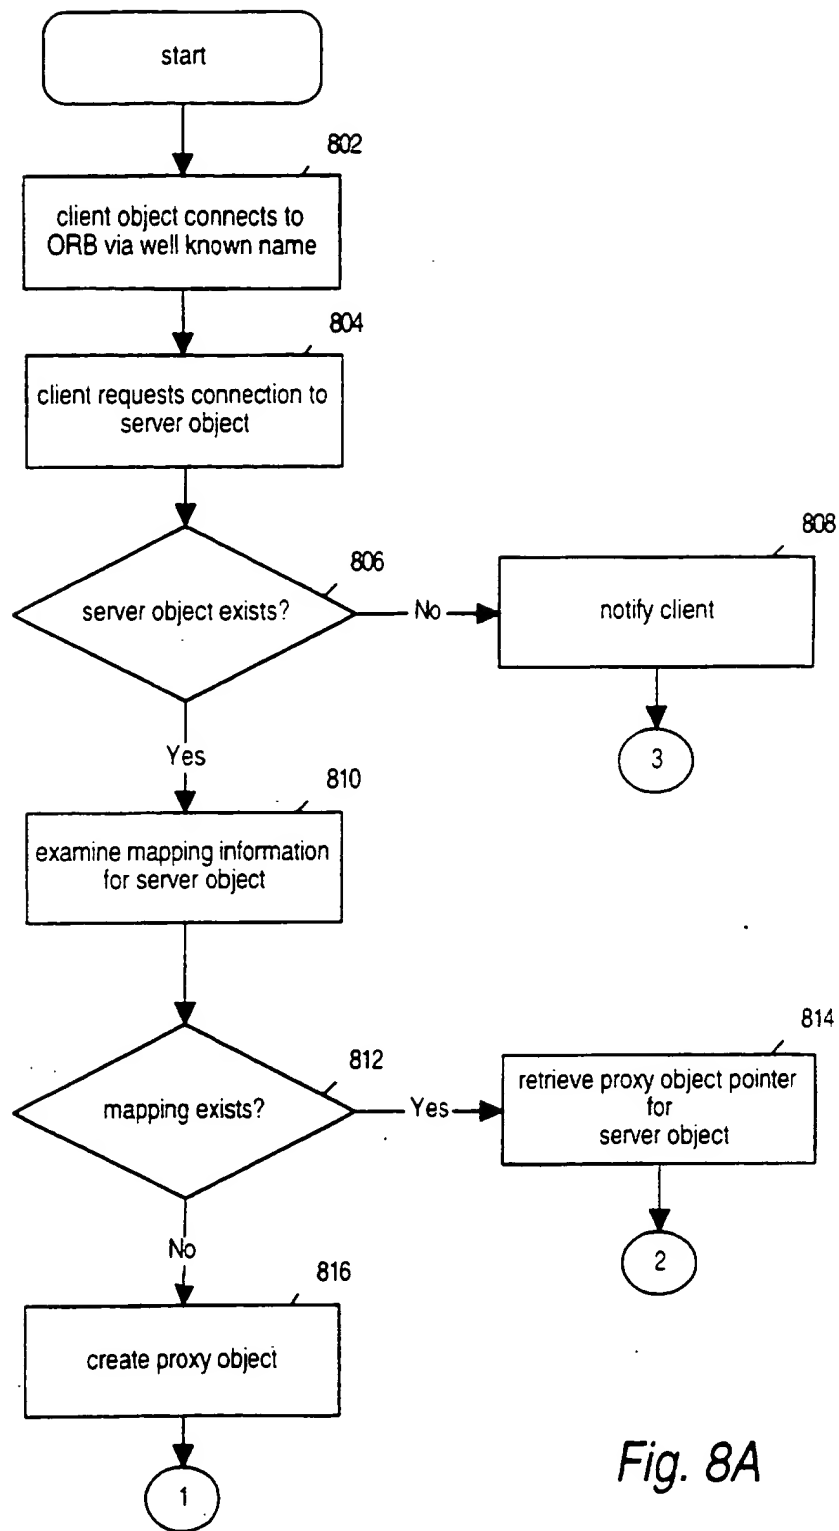 start
802
client object connects to
ORB via well known name
804
client requests connection to
server object
806
server object exists?
No
808
notify client
3
Yes
810
examine mapping information
for server object
812
mapping exists?
Yes
814
retrieve proxy object pointer
for
server object
2
No
816
create proxy object
1
Fig. 8A